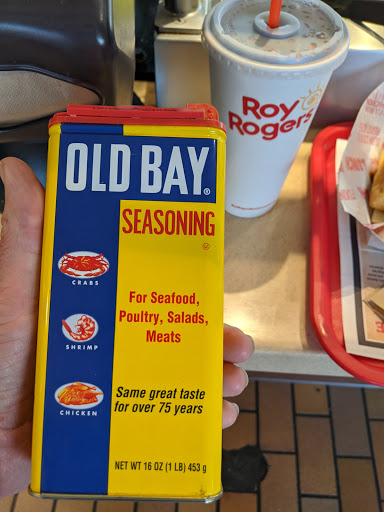 OLD BAY®
SEASONING
CRABS
SHRIMP
CHICKEN
For Seafood,
Poultry, Salads,
Meats
Same great taste
for over 75 years
NET WT 16 OZ (1 LB) 453 g
Roy
Rogers